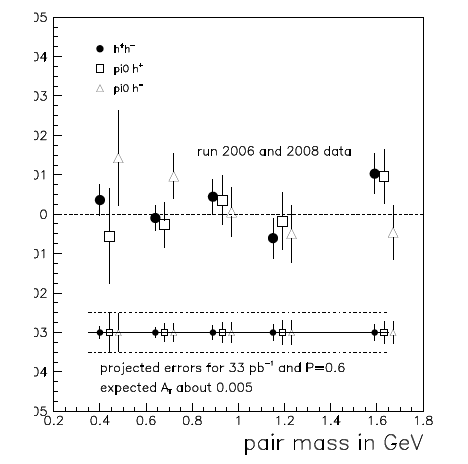 05
h⁺h⁻
04
pi0 h⁺
pi0 h⁻
03
02
run 2006 and 2008 data
01
0
01
02
03
projected errors for 33 pb⁻¹ and P=0.6
04
expected A_T about 0.005
05
0.2 0.4 0.6 0.8 1 1.2 1.4 1.6 1.8
pair mass in GeV